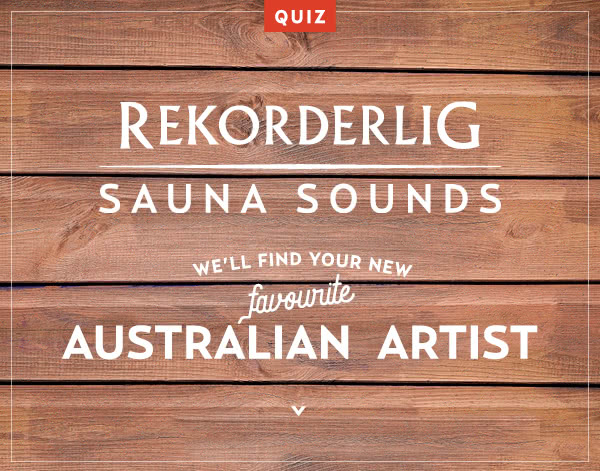 QUIZ
REKORDERLIG
SAUNA SOUNDS
WE'LL FIND YOUR NEW
favourite
AUSTRALIAN ARTIST